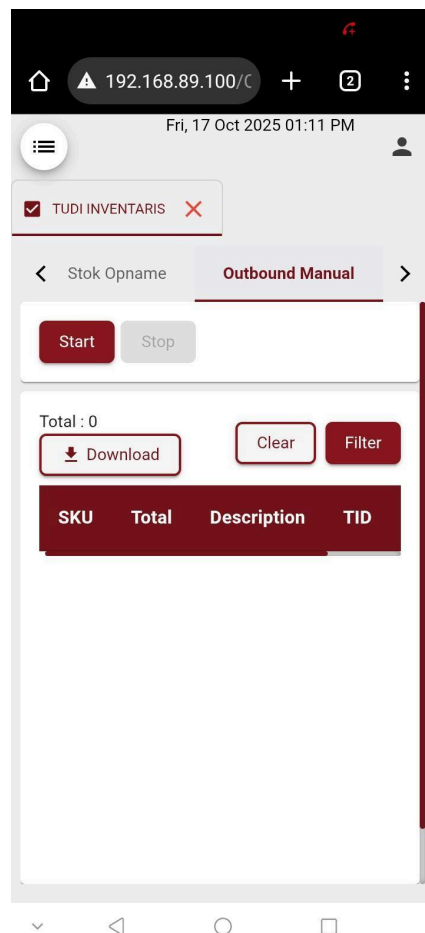 192.168.89.100/C
2
Fri, 17 Oct 2025 01:11 PM
TUDI INVENTARIS
Stok Opname
Outbound Manual
Start
Stop
Total : 0
Download
Clear
Filter
SKU Total Description TID